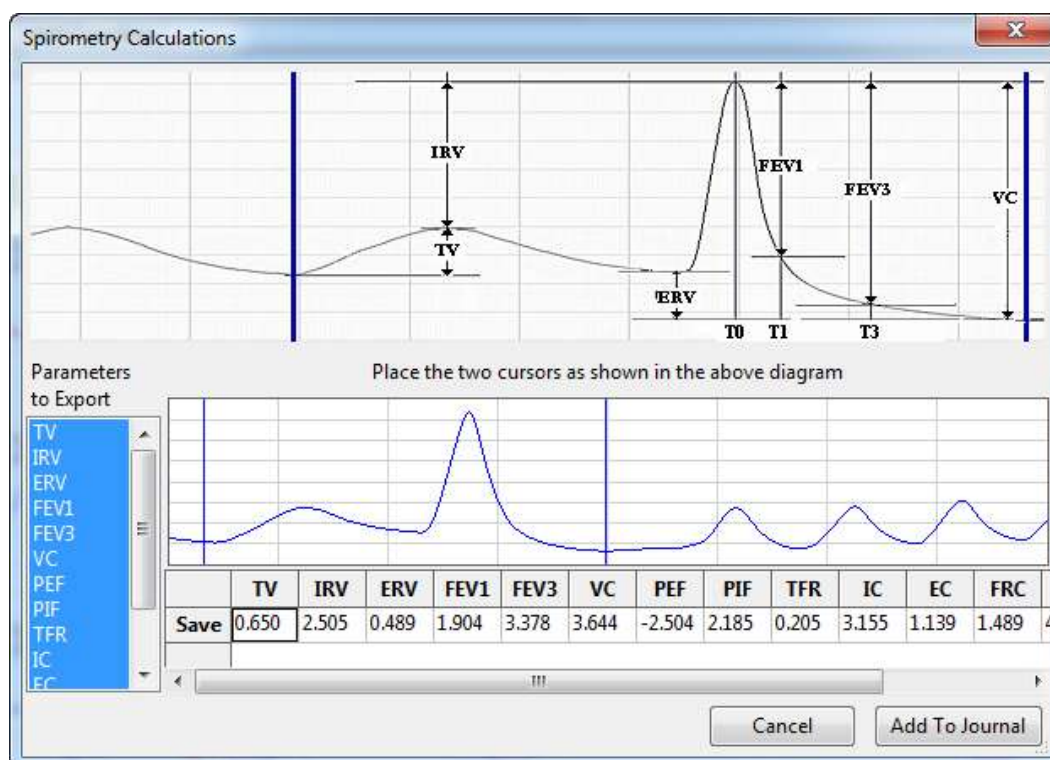 Spirometry Calculations
IRV
TV
ERV
FEV1
FEV3
VC
T0 T1 T3
Parameters
to Export
Place the two cursors as shown in the above diagram
TV
IRV
ERV
FEV1
FEV3
VC
PEF
PIF
TFR
IC
EC
TV IRV ERV FEV1 FEV3 VC PEF PIF TFR IC EC FRC
Save 0.650 2.505 0.489 1.904 3.378 3.644 -2.504 2.185 0.205 3.155 1.139 1.489
Cancel Add To Journal